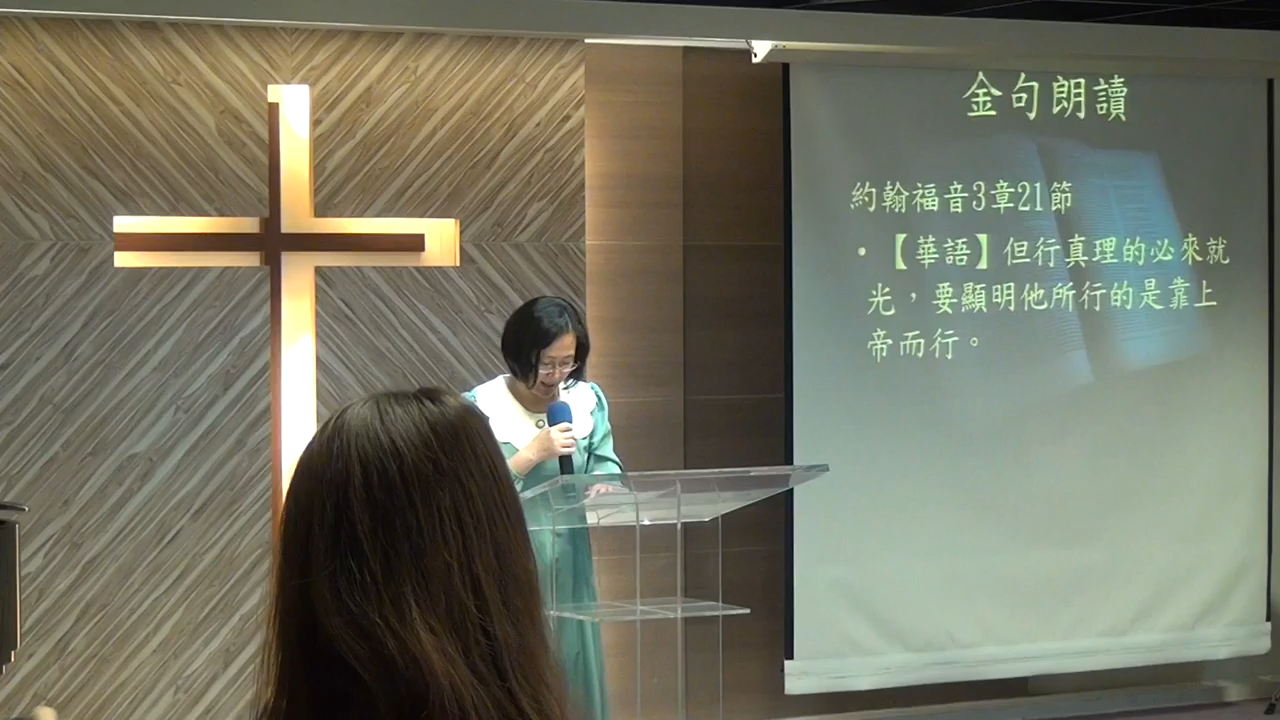 金句朗讀
約翰福音3章21節
•【華語】但行真理的必來就
光，要顯明他所行的是靠上
帝而行。